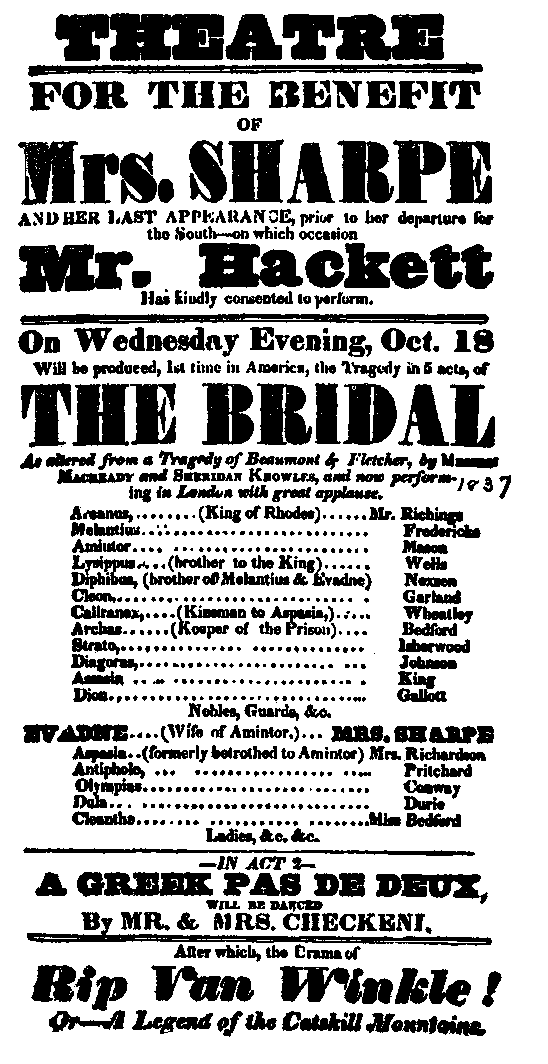 THEATRE
FOR THE BENEFIT
OF
Mrs. SHARPE
AND HER LAST APPEARANCE, prior to her departure for
the South—on which occasion
Mr. Hackett
Has kindly consented to perform.
On Wednesday Evening, Oct. 18
Will be produced, 1st time in America, the Tragedy in 5 acts, of
THE BRIDAL
As altered from a Tragedy of Beaumont & Fletcher, by Messrs
MACREADY and SHERIDAN KNOWLES, and now perform-
ing in London with great applause.
1837
Arcanus,........(King of Rhodes)......Mr. Richings
Melantius........ Fredericks
Amintor.... Mason
Lysippus....(brother to the King)...... Wells
Diphibas, (brother of Melantius & Evadne) Nexsen
Cleon,........ Garland
Callranax,....(Kinsman to Aspasia,)..... Wheatley
Archas......(Keeper of the Prison).... Bedford
Strato,........ Isherwood
Diagoras,........ Johnson
........ King
Dion........ Gallott
Nobles, Guards, &c.
EVADNE....(Wife of Amintor.)... MRS. SHARPE
Aspasia..(formerly betrothed to Amintor) Mrs. Richardson
Antiphole, ........ Pritchard
Olympias........ Conway
Dula........ Durie
Cleanthe........ Miss Bedford
Ladies, &c. &c.
—IN ACT 2—
A GREEK PAS DE DEUX,
WILL BE DANCED
By MR. & MRS. CHECKENI.
After which, the Drama of
Rip Van Winkle!
Or—A Legend of the Catskill Mountains.